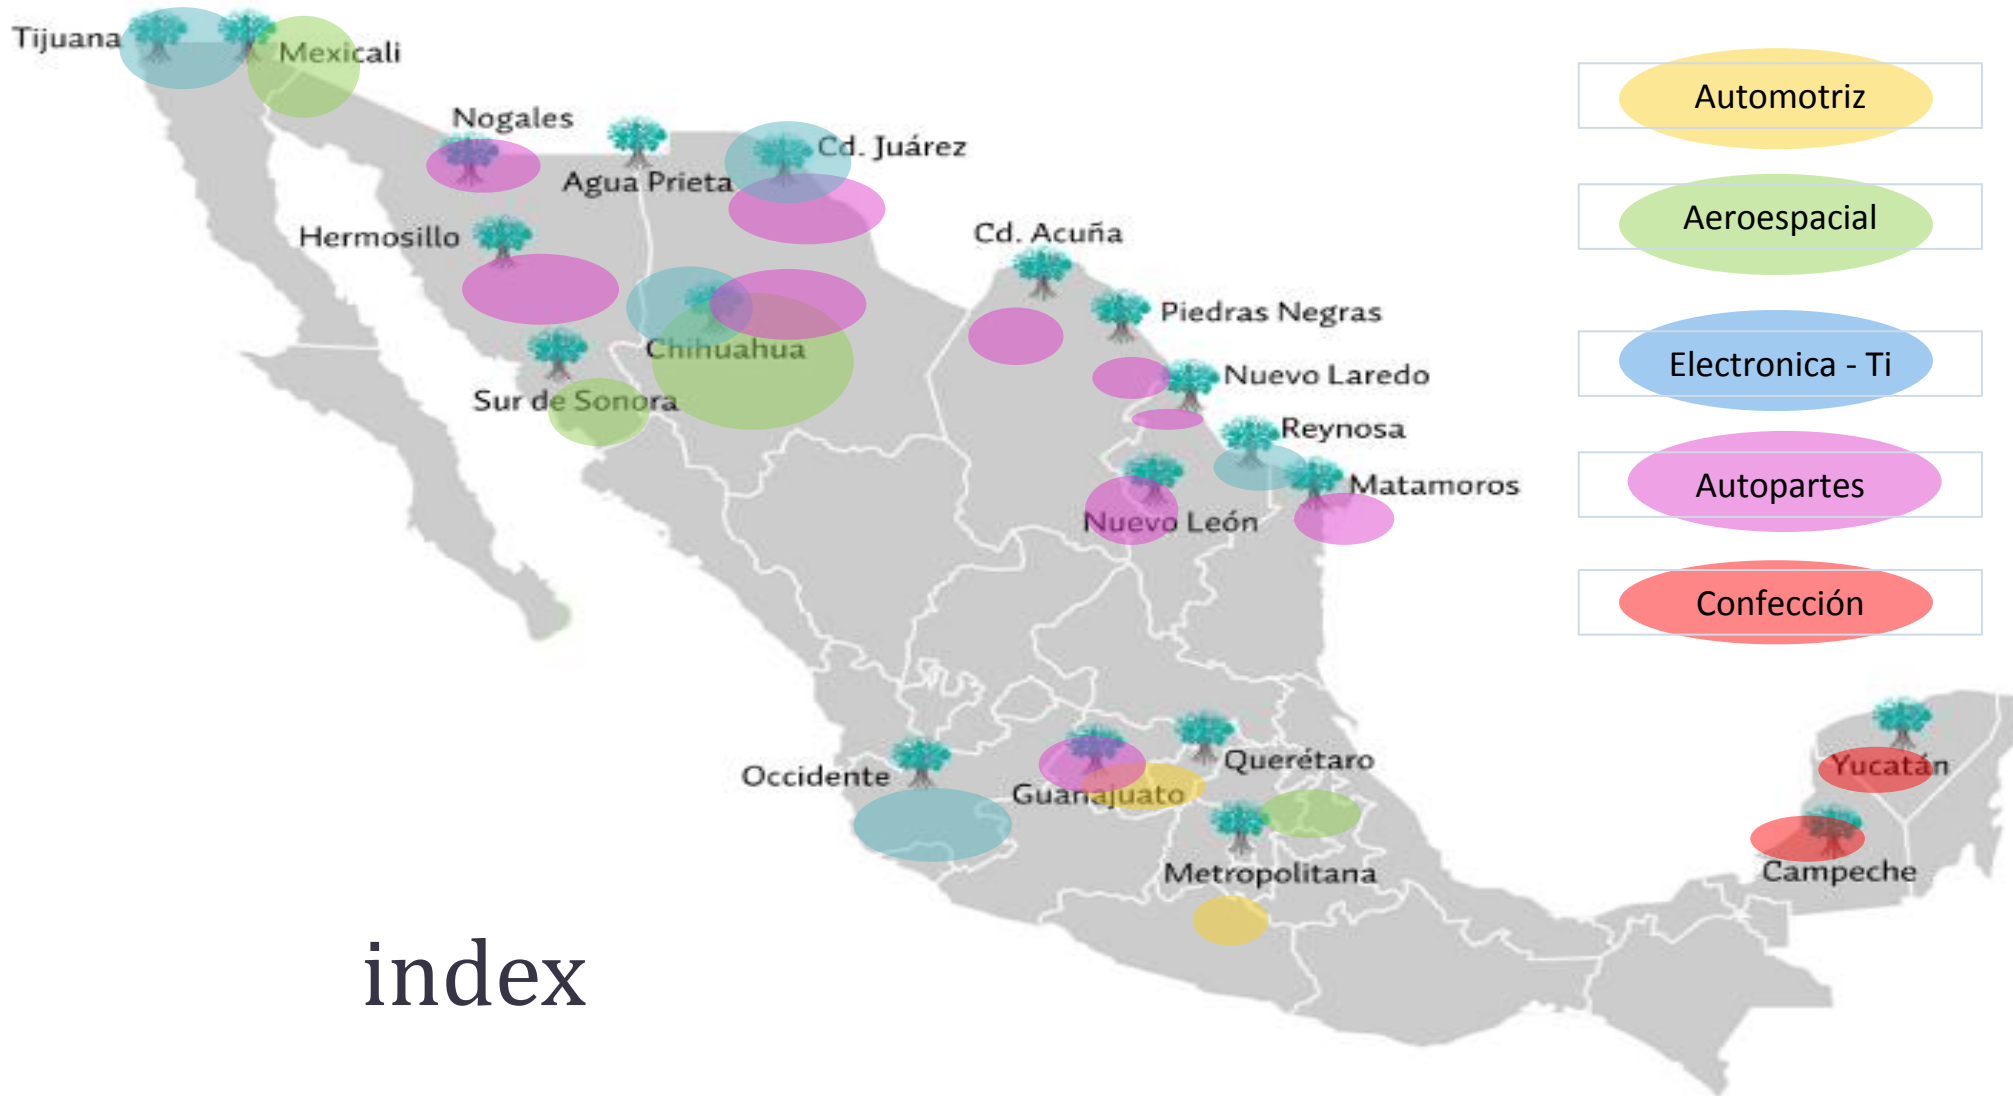 Tijuana
Mexicali
Nogales
Agua Prieta
Cd. Juárez
Hermosillo
Cd. Acuña
Piedras Negras
Chihuahua
Sur de Sonora
Nuevo Laredo
Reynosa
Matamoros
Nuevo León
Occidente
Guanajuato
Querétaro
Metropolitana
Yucatán
Campeche
Automotriz
Aeroespacial
Electronica - Ti
Autopartes
Confección
index